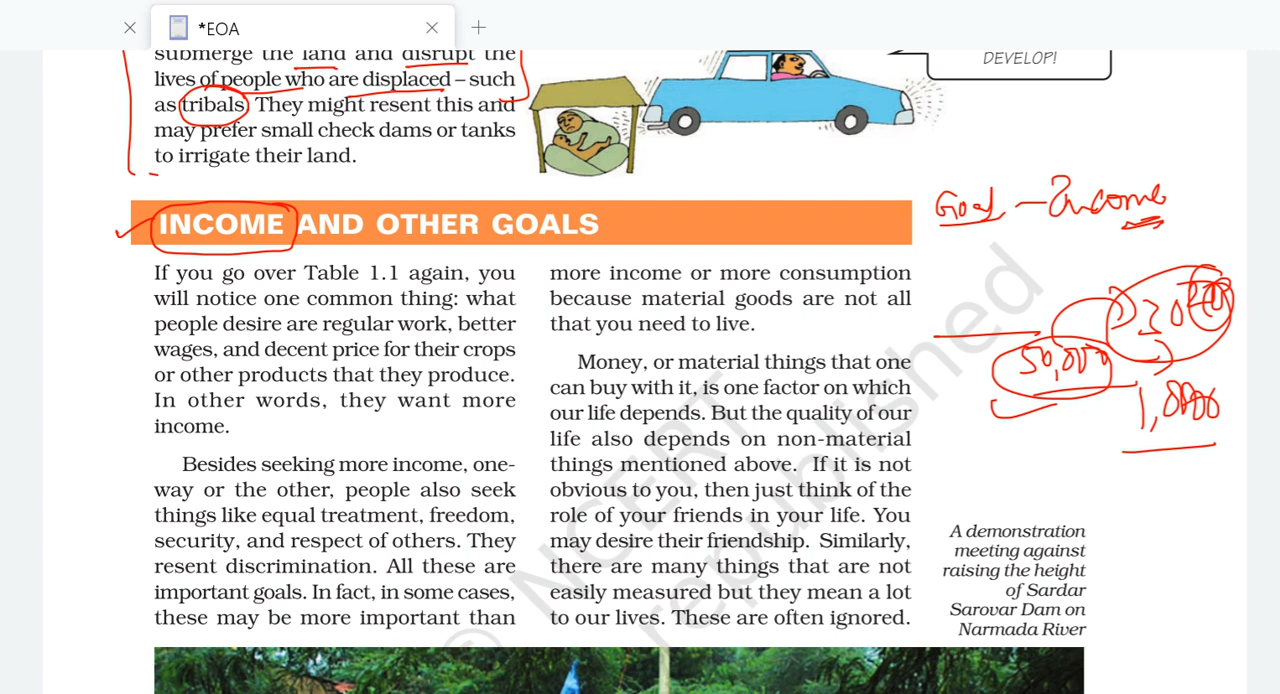 *EOA
submerge the land and disrupt the
lives of people who are displaced – such
as tribals. They might resent this and
may prefer small check dams or tanks
to irrigate their land.
DEVELOP!
INCOME AND OTHER GOALS
Goal – Income
If you go over Table 1.1 again, you
will notice one common thing: what
people desire are regular work, better
wages, and decent price for their crops
or other products that they produce.
In other words, they want more
income.
Besides seeking more income, one-
way or the other, people also seek
things like equal treatment, freedom,
security, and respect of others. They
resent discrimination. All these are
important goals. In fact, in some cases,
these may be more important than
more income or more consumption
because material goods are not all
that you need to live.
Money, or material things that one
can buy with it, is one factor on which
our life depends. But the quality of our
life also depends on non-material
things mentioned above. If it is not
obvious to you, then just think of the
role of your friends in your life. You
may desire their friendship. Similarly,
there are many things that are not
easily measured but they mean a lot
to our lives. These are often ignored.
50,000
A demonstration
meeting against
raising the height
of Sardar
Sarovar Dam on
Narmada River
© NCERT
republished